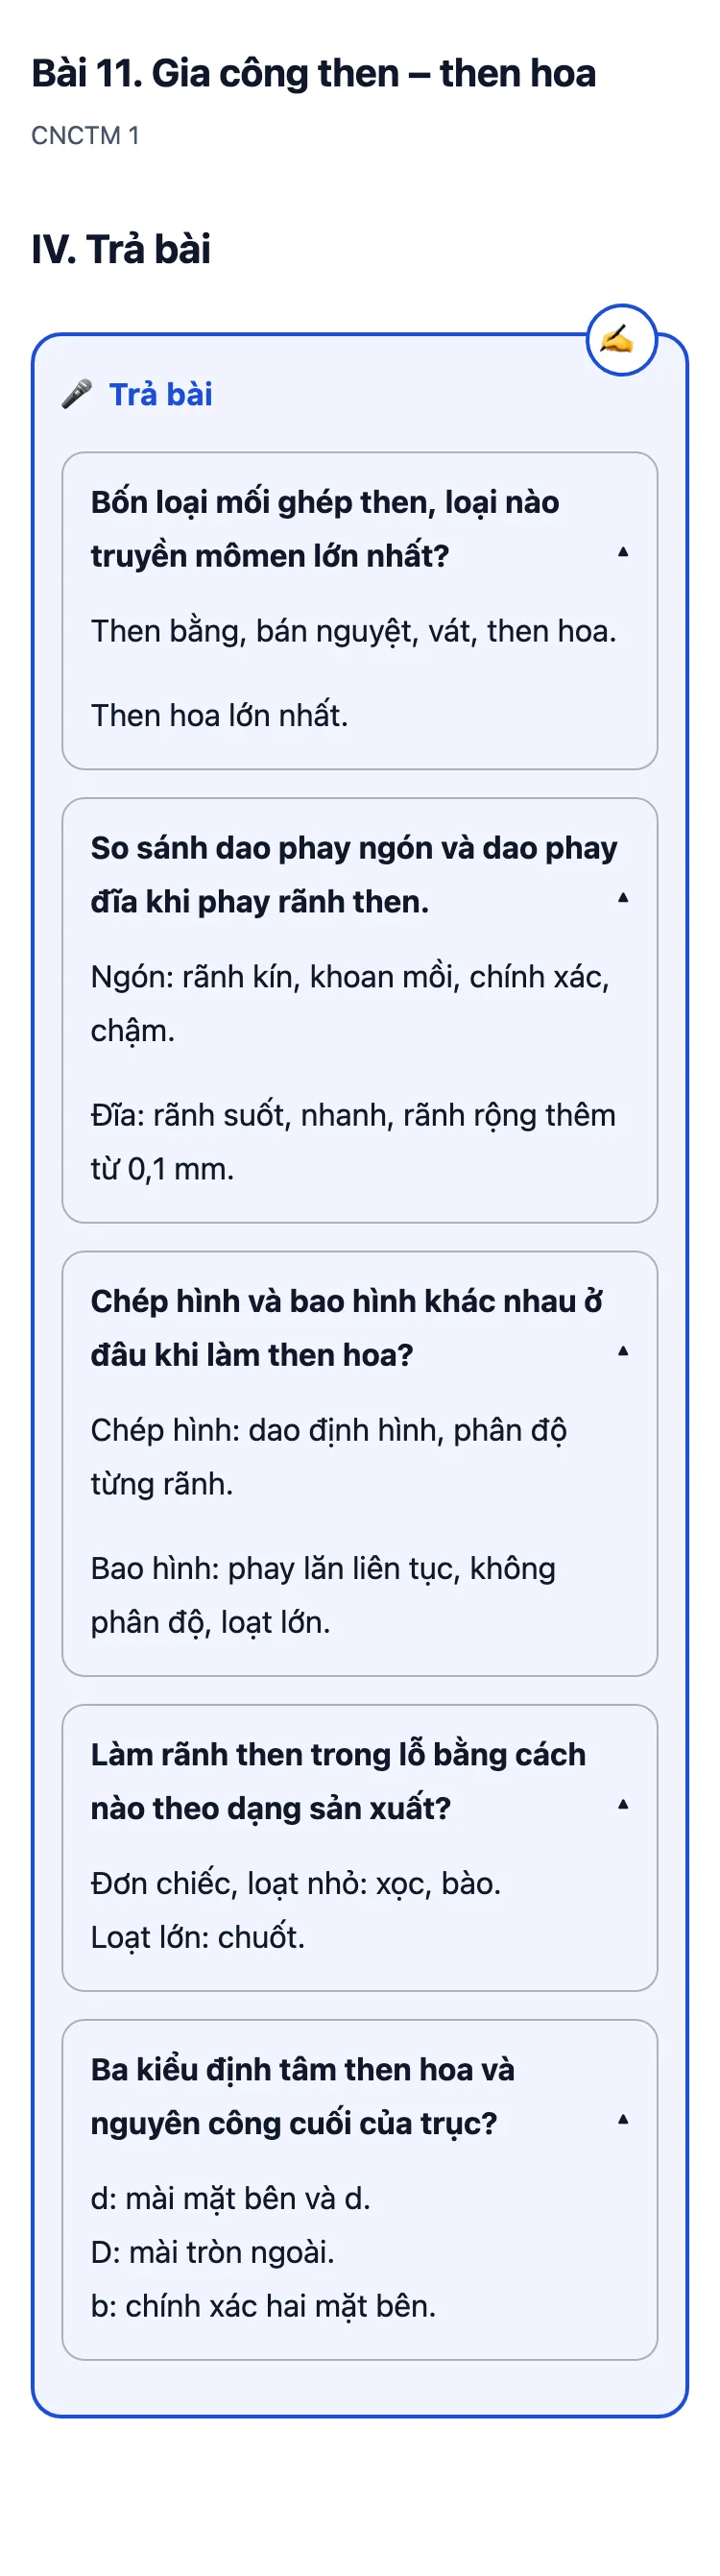 Bài 11. Gia công then – then hoa
CNCTM 1
IV. Trả bài
Trả bài
Bốn loại mối ghép then, loại nào
truyền mômen lớn nhất?
Then bằng, bán nguyệt, vát, then hoa.
Then hoa lớn nhất.
So sánh dao phay ngón và dao phay
đĩa khi phay rãnh then.
Ngón: rãnh kín, khoan mồi, chính xác,
chậm.
Đĩa: rãnh suốt, nhanh, rãnh rộng thêm
từ 0,1 mm.
Chép hình và bao hình khác nhau ở
đâu khi làm then hoa?
Chép hình: dao định hình, phân độ
từng rãnh.
Bao hình: phay lăn liên tục, không
phân độ, loạt lớn.
Làm rãnh then trong lỗ bằng cách
nào theo dạng sản xuất?
Đơn chiếc, loạt nhỏ: xọc, bào.
Loạt lớn: chuốt.
Ba kiểu định tâm then hoa và
nguyên công cuối của trục?
d: mài mặt bên và d.
D: mài tròn ngoài.
b: chính xác hai mặt bên.